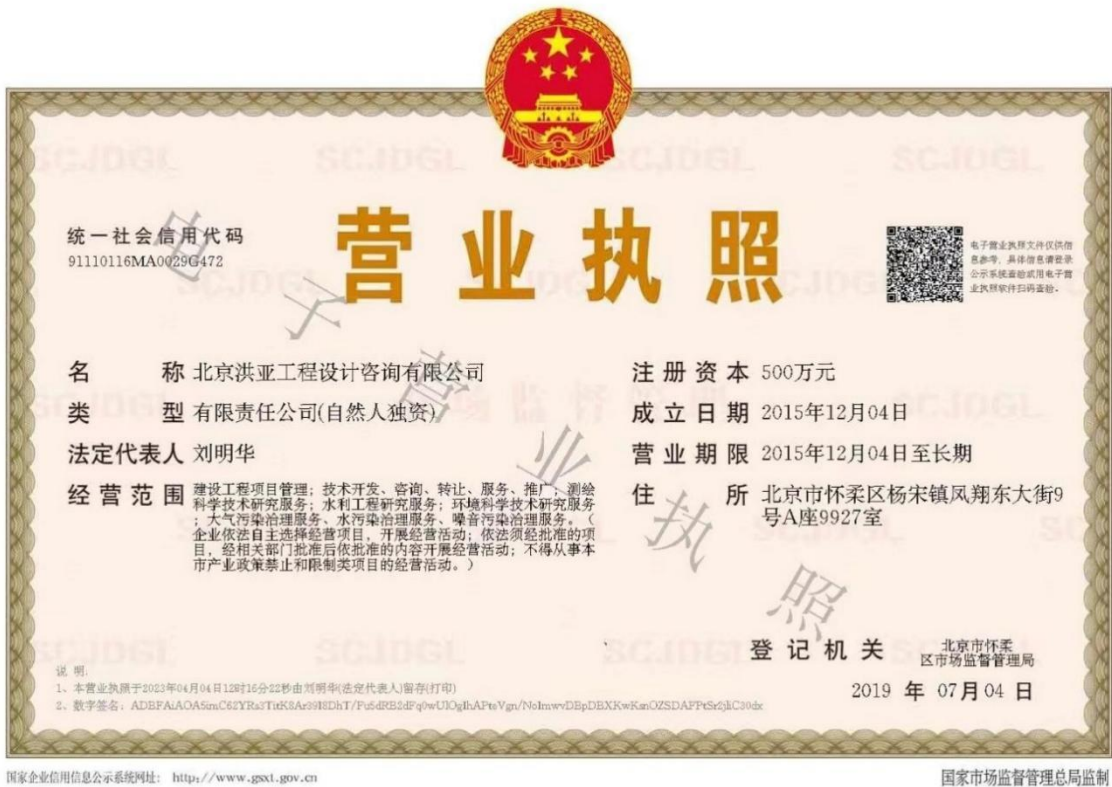 营业执照
统一社会信用代码
91110116MA0029G472
电子营业执照文件仅供信
息参考，具体信息请登录
公示系统查验或用电子营
业执照软件扫码查验。
名称 北京洪亚工程设计咨询有限公司
类型 有限责任公司(自然人独资)
法定代表人 刘明华
经营范围 建设工程项目管理；技术开发、咨询、转让、服务、推广；测绘
科学技术研究服务；水利工程研究服务；环境科学技术研究服务
；大气污染治理服务、水污染治理服务、噪音污染治理服务。（
企业依法自主选择经营项目，开展经营活动；依法须经批准的项
目，经相关部门批准后依批准的内容开展经营活动；不得从事本
市产业政策禁止和限制类项目的经营活动。）
注册资本 500万元
成立日期 2015年12月04日
营业期限 2015年12月04日至长期
住所 北京市怀柔区杨宋镇凤翔东大街9
号A座9927室
电子营业执照
登记机关 北京市怀柔
区市场监督管理局
2019 年 07月04 日
说 明:
1、本营业执照于2023年04月04日12时16分22秒由刘明华(法定代表人)留存(打印)
2、数字签名：
国家企业信用信息公示系统网址： http://www.gsxt.gov.cn
国家市场监督管理总局监制